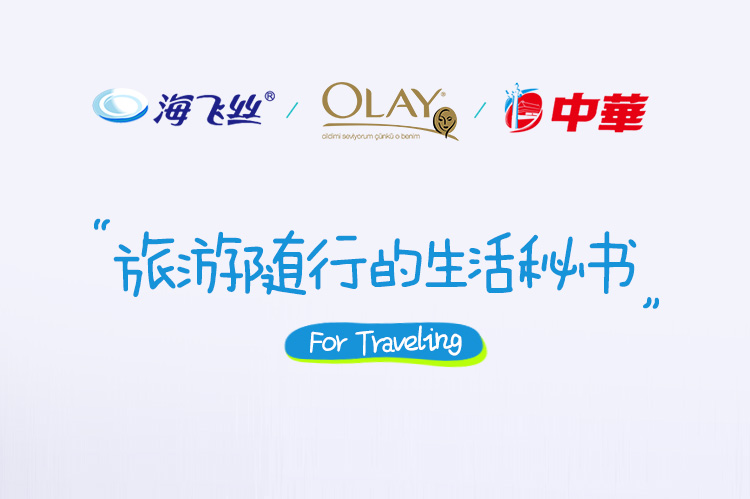 海飞丝® / OLAY® / 中華
cildimi seviyorum çünkü o benim
“旅游随行的生活秘书”
For Traveling